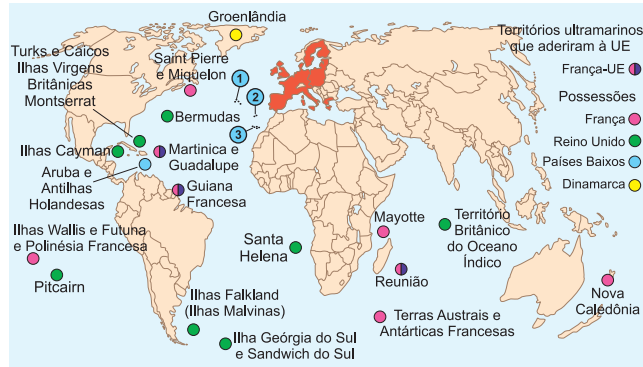 Groenlândia
Turks e Caicos
Ilhas Virgens
Britânicas
Montserrat
Saint Pierre
e Miquelon
1
2
3
Bermudas
Ilhas Cayman
Martinica e
Guadalupe
Aruba e
Antilhas
Holandesas
Guiana
Francesa
Ilhas Wallis e Futuna
e Polinésia Francesa
Pitcairn
Santa
Helena
Mayotte
Reunião
Território
Britânico
do Oceano
Índico
Ilhas Falkland
(Ilhas Malvinas)
Ilha Geórgia do Sul
e Sandwich do Sul
Terras Austrais e
Antárticas Francesas
Nova
Caledônia
Territórios ultramarinos
que aderiram à UE
França-UE
Possessões
França
Reino Unido
Países Baixos
Dinamarca